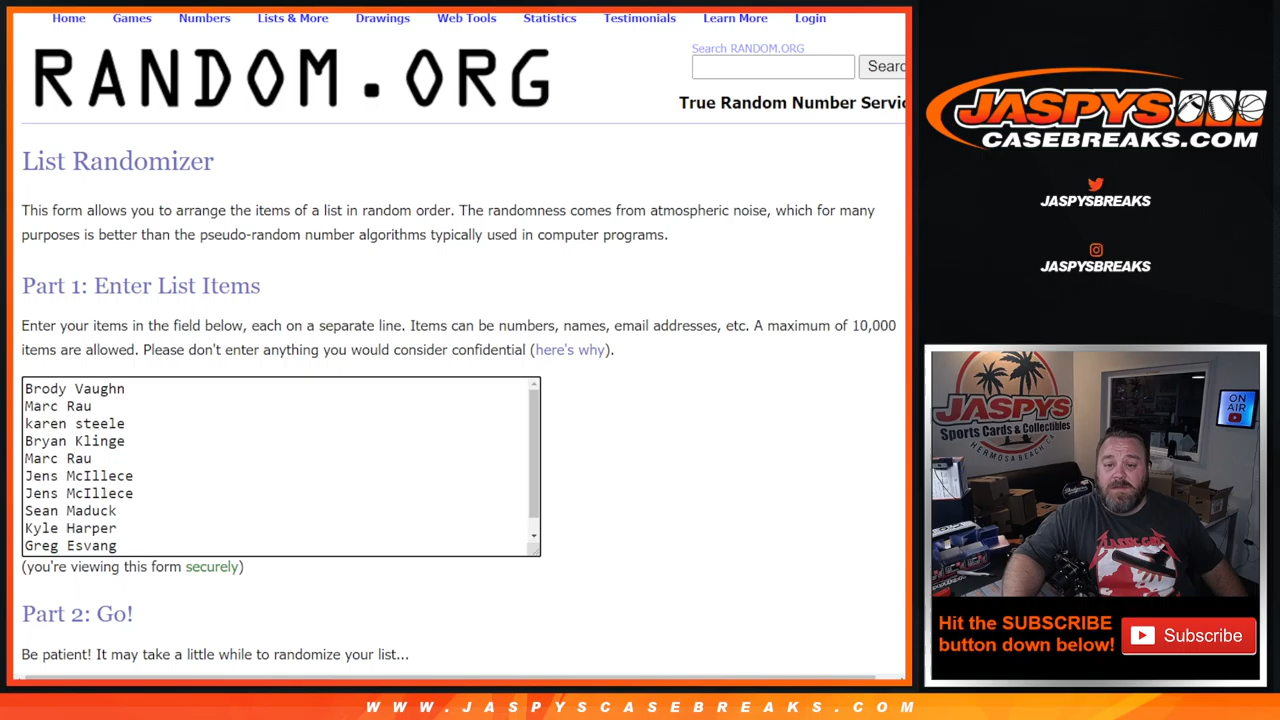 Home Games Numbers Lists & More Drawings Web Tools Statistics Testimonials Learn More Login
RANDOM.ORG
Search RANDOM.ORG
Searc
True Random Number Servic
List Randomizer
This form allows you to arrange the items of a list in random order. The randomness comes from atmospheric noise, which for many
purposes is better than the pseudo-random number algorithms typically used in computer programs.
Part 1: Enter List Items
Enter your items in the field below, each on a separate line. Items can be numbers, names, email addresses, etc. A maximum of 10,000
items are allowed. Please don't enter anything you would consider confidential (here's why).
Brody Vaughn
Marc Rau
karen steele
Bryan Klinge
Marc Rau
Jens McIllece
Jens McIllece
Sean Maduck
Kyle Harper
Greg Esvang
(you're viewing this form securely)
Part 2: Go!
Be patient! It may take a little while to randomize your list...
JASPYS
CASEBREAKS.COM
JASPYSBREAKS
JASPYSBREAKS
JASPYS
Sports Cards & Collectibles
HERMOSA BEACH, CA
ON
AIR
Hit the SUBSCRIBE
button down below!
Subscribe
WWW.JASPYSCASEBREAKS.COM